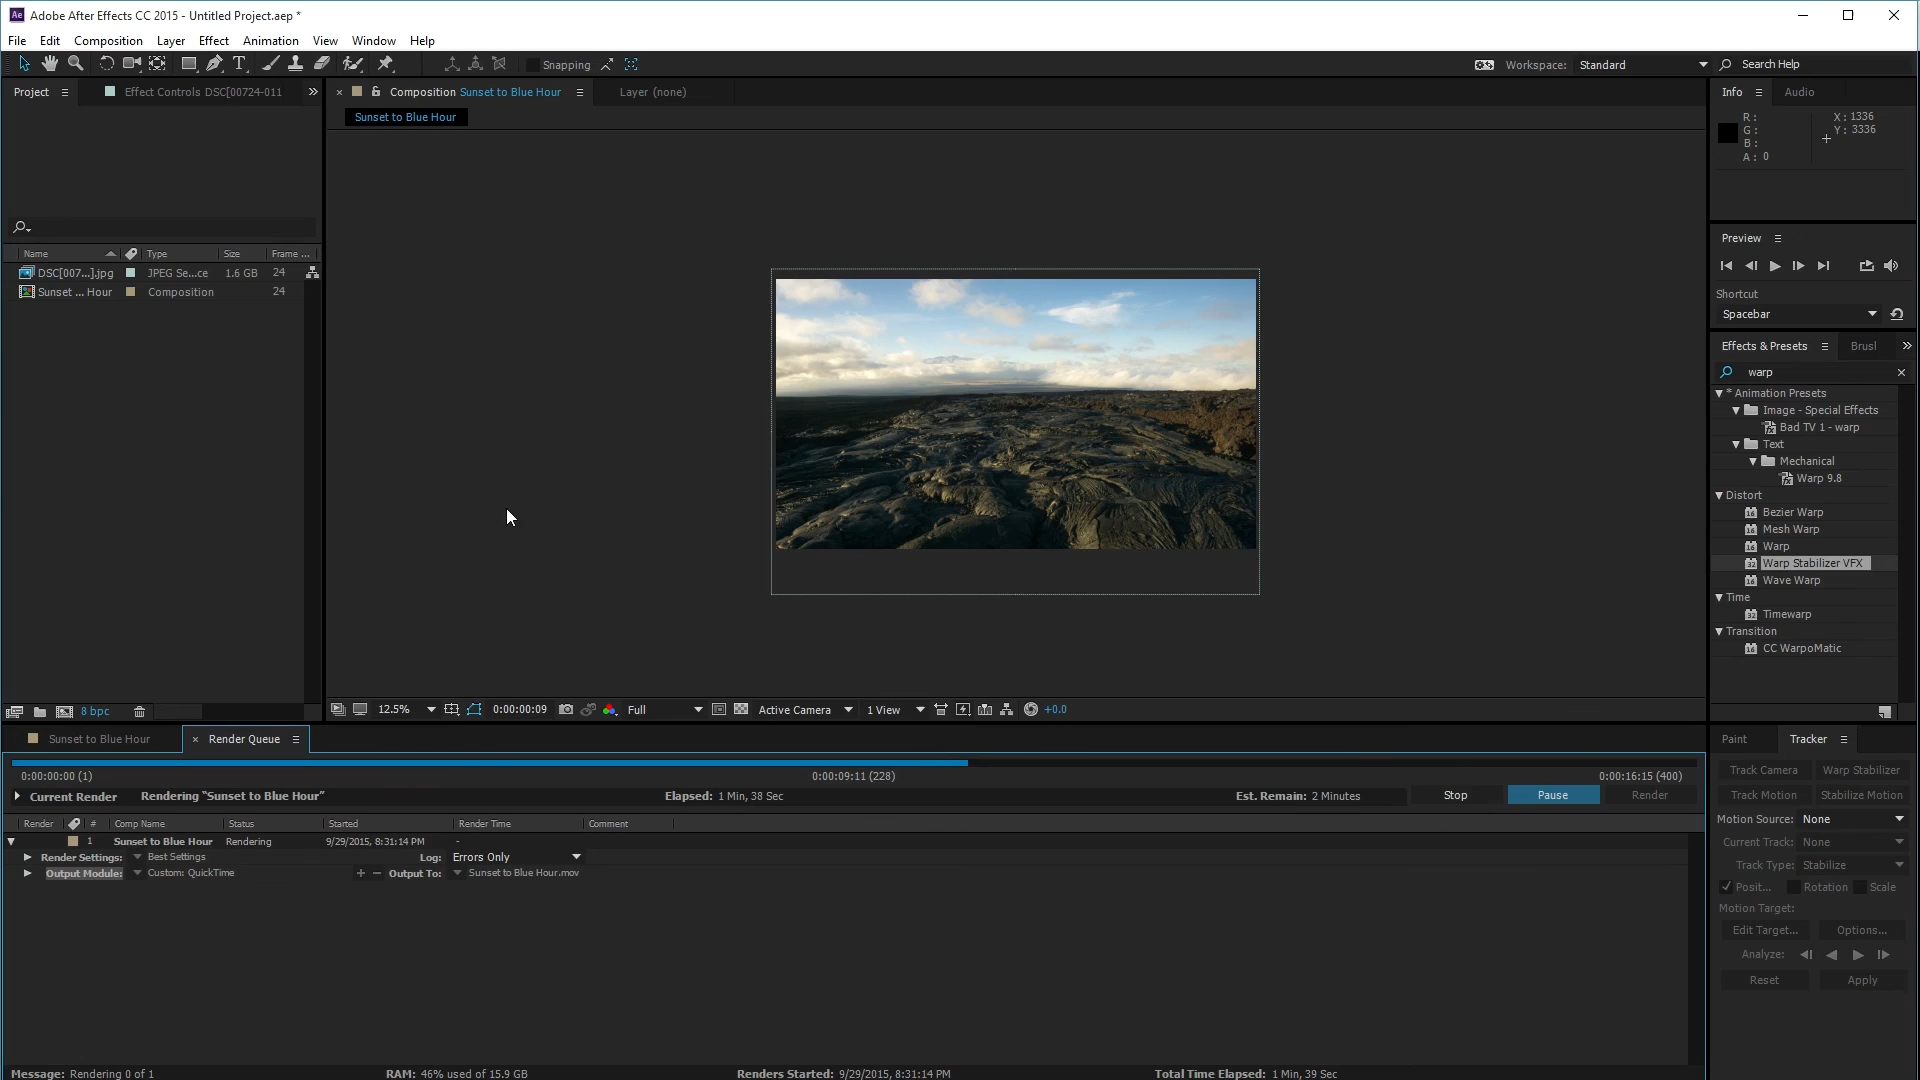 Adobe After Effects CC 2015 - Untitled Project.aep *
File Edit Composition Layer Effect Animation View Window Help
Snapping Workspace: Standard Search Help
Project Effect Controls DSC[00724-011 Composition Sunset to Blue Hour Layer (none) Info Audio
Sunset to Blue Hour
R: X: 1336
G: Y: 3336
B:
A: 0
Preview
Name Type Size Frame ...
DSC[007...].jpg JPEG Se...ce 1.6 GB 24
Sunset ... Hour Composition 24
Shortcut
Spacebar
Effects & Presets Brusl
warp
* Animation Presets
Image - Special Effects
Bad TV 1 - warp
Text
Mechanical
Warp 9.8
Distort
Bezier Warp
Mesh Warp
Warp
Warp Stabilizer VFX
Wave Warp
Time
Timewarp
Transition
CC WarpoMatic
8 bpc 12.5% 0:00:00:09 Full Active Camera 1 View +0.0
Sunset to Blue Hour Render Queue Paint Tracker
0:00:00:00 (1) 0:00:09:11 (228) 0:00:16:15 (400)
Current Render Rendering "Sunset to Blue Hour" Elapsed: 1 Min, 38 Sec Est. Remain: 2 Minutes Stop Pause Render
Render # Comp Name Status Started Render Time Comment
1 Sunset to Blue Hour Rendering 9/29/2015, 8:31:14 PM -
Render Settings: Best Settings Log: Errors Only
Output Module: Custom: QuickTime + − Output To: Sunset to Blue Hour.mov
Track Camera Warp Stabilizer
Track Motion Stabilize Motion
Motion Source: None
Current Track: None
Track Type: Stabilize
Posit... Rotation Scale
Motion Target:
Edit Target... Options...
Analyze:
Reset Apply
Message: Rendering 0 of 1 RAM: 46% used of 15.9 GB Renders Started: 9/29/2015, 8:31:14 PM Total Time Elapsed: 1 Min, 39 Sec